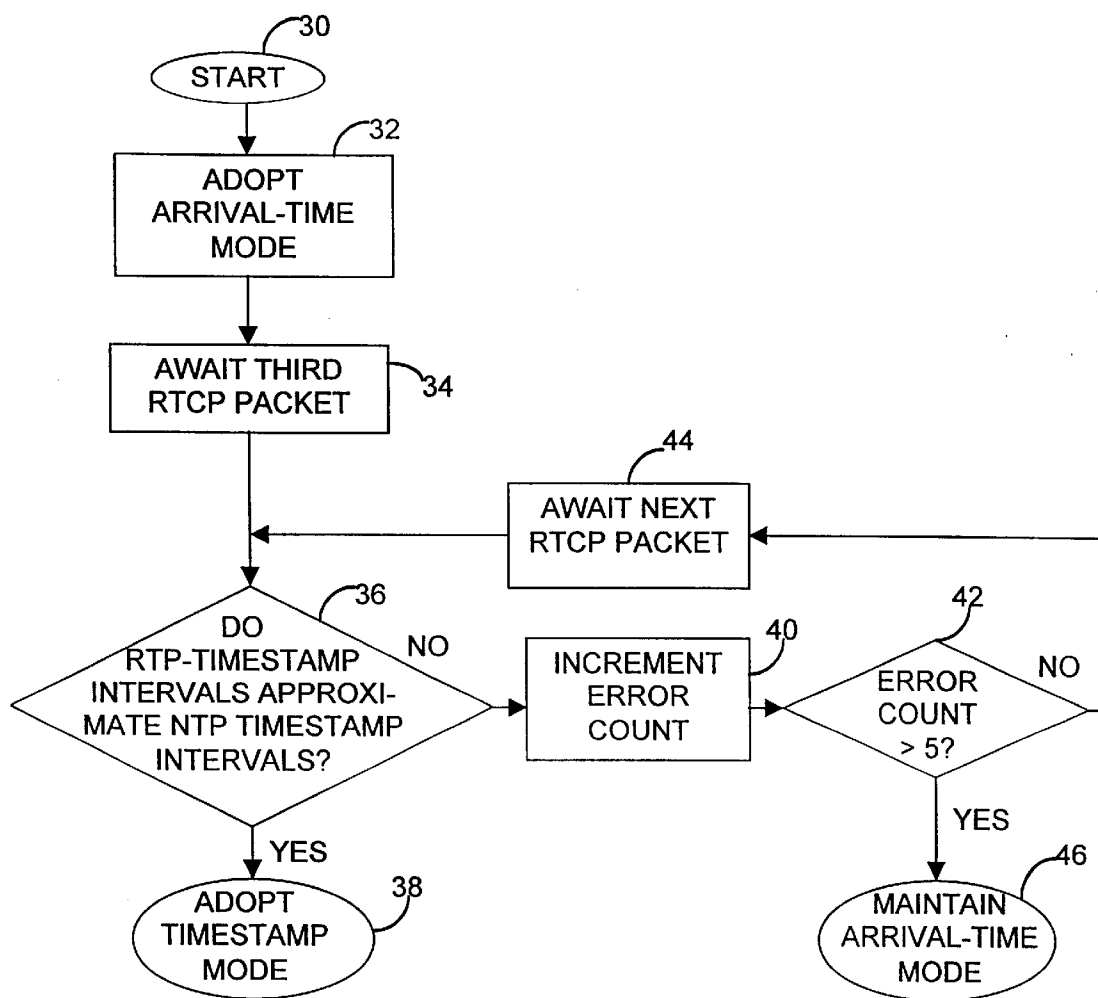 30
START
32
ADOPT
ARRIVAL-TIME
MODE
AWAIT THIRD
RTCP PACKET
34
44
AWAIT NEXT
RTCP PACKET
36
DO
RTP-TIMESTAMP
INTERVALS APPROXI-
MATE NTP TIMESTAMP
INTERVALS?
NO
40
INCREMENT
ERROR
COUNT
42
ERROR
COUNT
> 5?
NO
YES
YES
38
ADOPT
TIMESTAMP
MODE
46
MAINTAIN
ARRIVAL-TIME
MODE